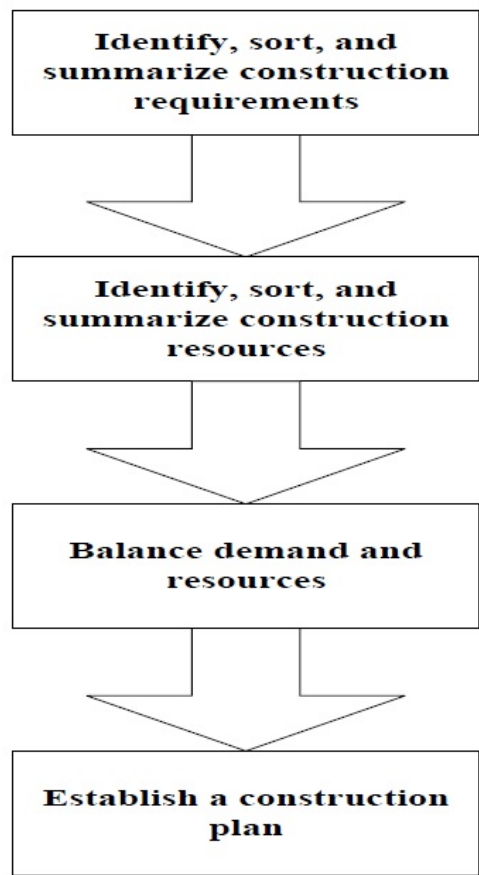 Identify, sort, and
summarize construction
requirements
Identify, sort, and
summarize construction
resources
Balance demand and
resources
Establish a construction
plan